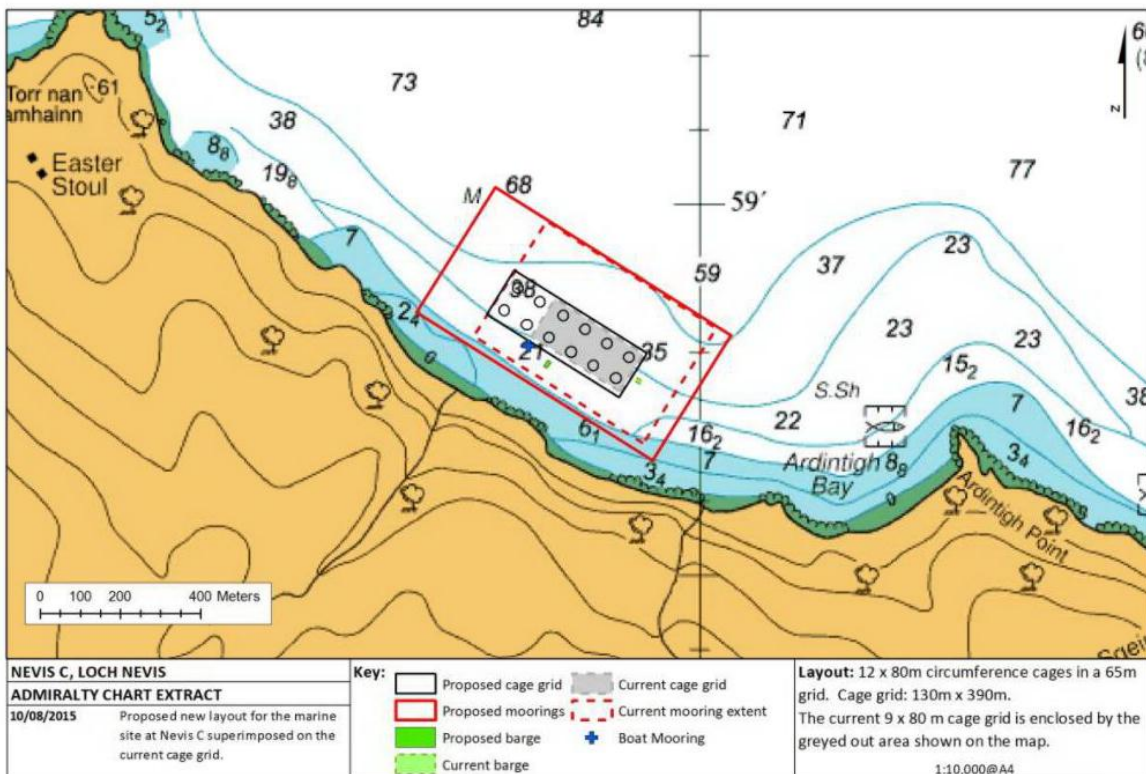 84
5₂
73
71
77
Torr nan
amhainn
61
38
8₈
Easter
Stoul
19₈
M
68
59′
z
7
59
37
23
2₄
38
21
35
23
23
0
15₂
S.Sh
22
7
38
6₁
16₂
16₂
Ardintigh
Bay
8₈
3₄
3₄
7
0
Ardintigh Point
0 100 200 400 Meters
NEVIS C, LOCH NEVIS
ADMIRALTY CHART EXTRACT
10/08/2015 Proposed new layout for the marine
site at Nevis C superimposed on the
current cage grid.
Key:
Proposed cage grid Current cage grid
Proposed moorings Current mooring extent
Proposed barge Boat Mooring
Current barge
Layout: 12 x 80m circumference cages in a 65m
grid. Cage grid: 130m x 390m.
The current 9 x 80 m cage grid is enclosed by the
greyed out area shown on the map.
1:10,000@A4